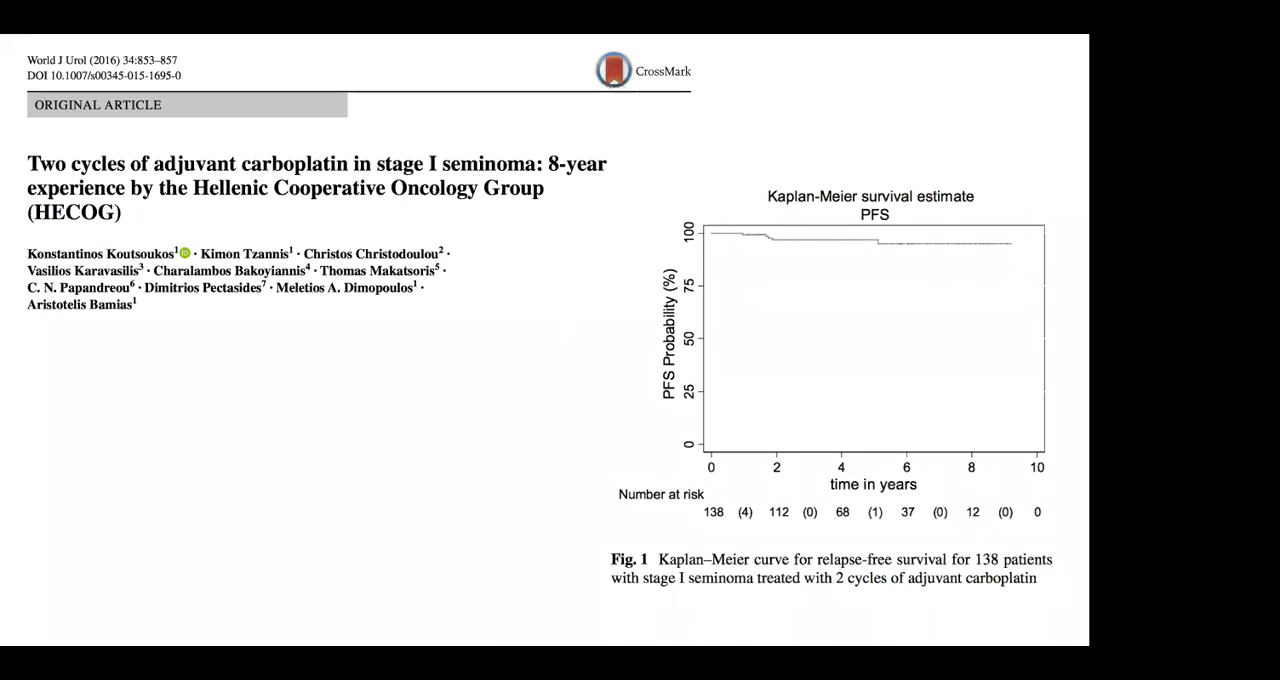 World J Urol (2016) 34:853–857
DOI 10.1007/s00345-015-1695-0
CrossMark
ORIGINAL ARTICLE
Two cycles of adjuvant carboplatin in stage I seminoma: 8-year
experience by the Hellenic Cooperative Oncology Group
(HECOG)
Konstantinos Koutsoukos1 iD · Kimon Tzannis1 · Christos Christodoulou2 ·
Vasilios Karavasilis3 · Charalambos Bakoyiannis4 · Thomas Makatsoris5 ·
C. N. Papandreou6 · Dimitrios Pectasides7 · Meletios A. Dimopoulos1 ·
Aristotelis Bamias1
Kaplan-Meier survival estimate
PFS
PFS Probability (%)
100
75
50
25
0
0 2 4 6 8 10
time in years
Number at risk
138 (4) 112 (0) 68 (1) 37 (0) 12 (0) 0
Fig. 1 Kaplan–Meier curve for relapse-free survival for 138 patients
with stage I seminoma treated with 2 cycles of adjuvant carboplatin